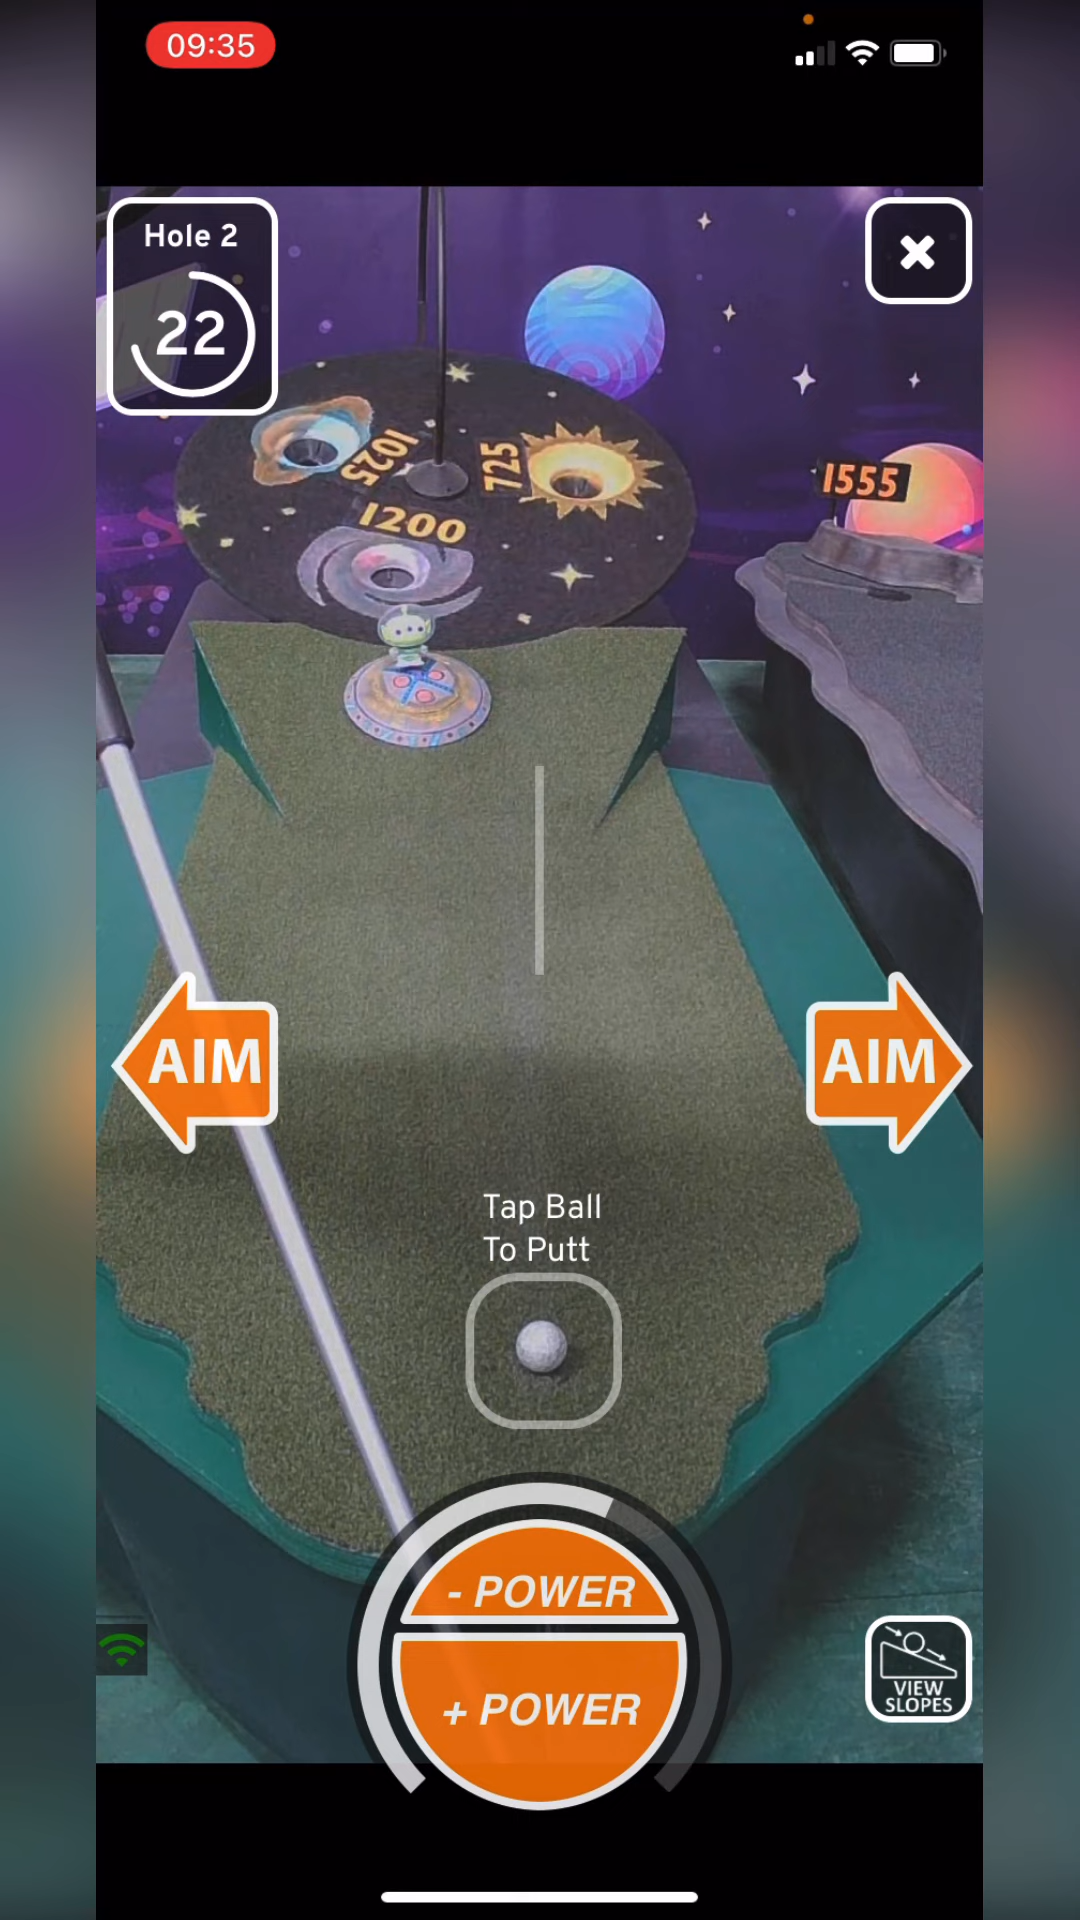 09:35
Hole 2
22
1025
725
1200
1555
AIM
AIM
Tap Ball
To Putt
- POWER
+ POWER
VIEW
SLOPES